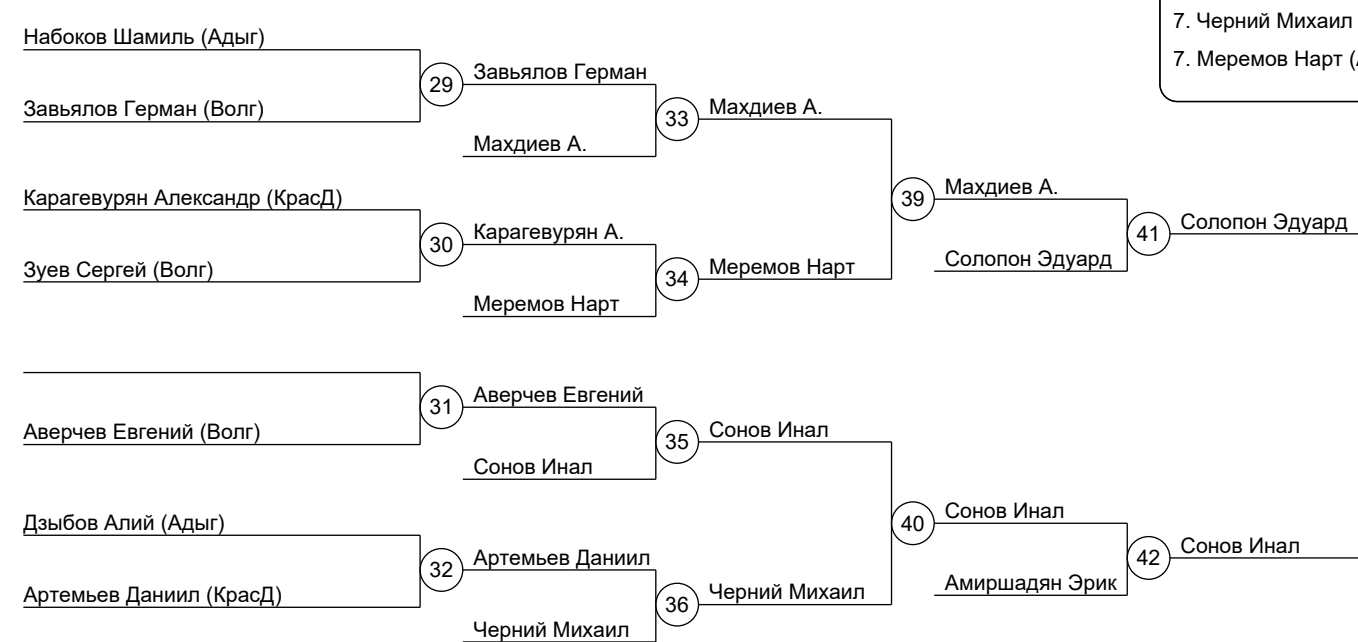 7. Черний Михаил
7. Меремов Нарт (
Набоков Шамиль (Адыг)
29
Завьялов Герман
Завьялов Герман (Волг)
33
Махдиев А.
Махдиев А.
Карагевурян Александр (КрасД)
39
Махдиев А.
30
Карагевурян А.
41
Солопон Эдуард
Зуев Сергей (Волг)
34
Меремов Нарт
Солопон Эдуард
Меремов Нарт
31
Аверчев Евгений
Аверчев Евгений (Волг)
35
Сонов Инал
Сонов Инал
Дзыбов Алий (Адыг)
40
Сонов Инал
32
Артемьев Даниил
42
Сонов Инал
Артемьев Даниил (КрасД)
36
Черний Михаил
Амиршадян Эрик
Черний Михаил